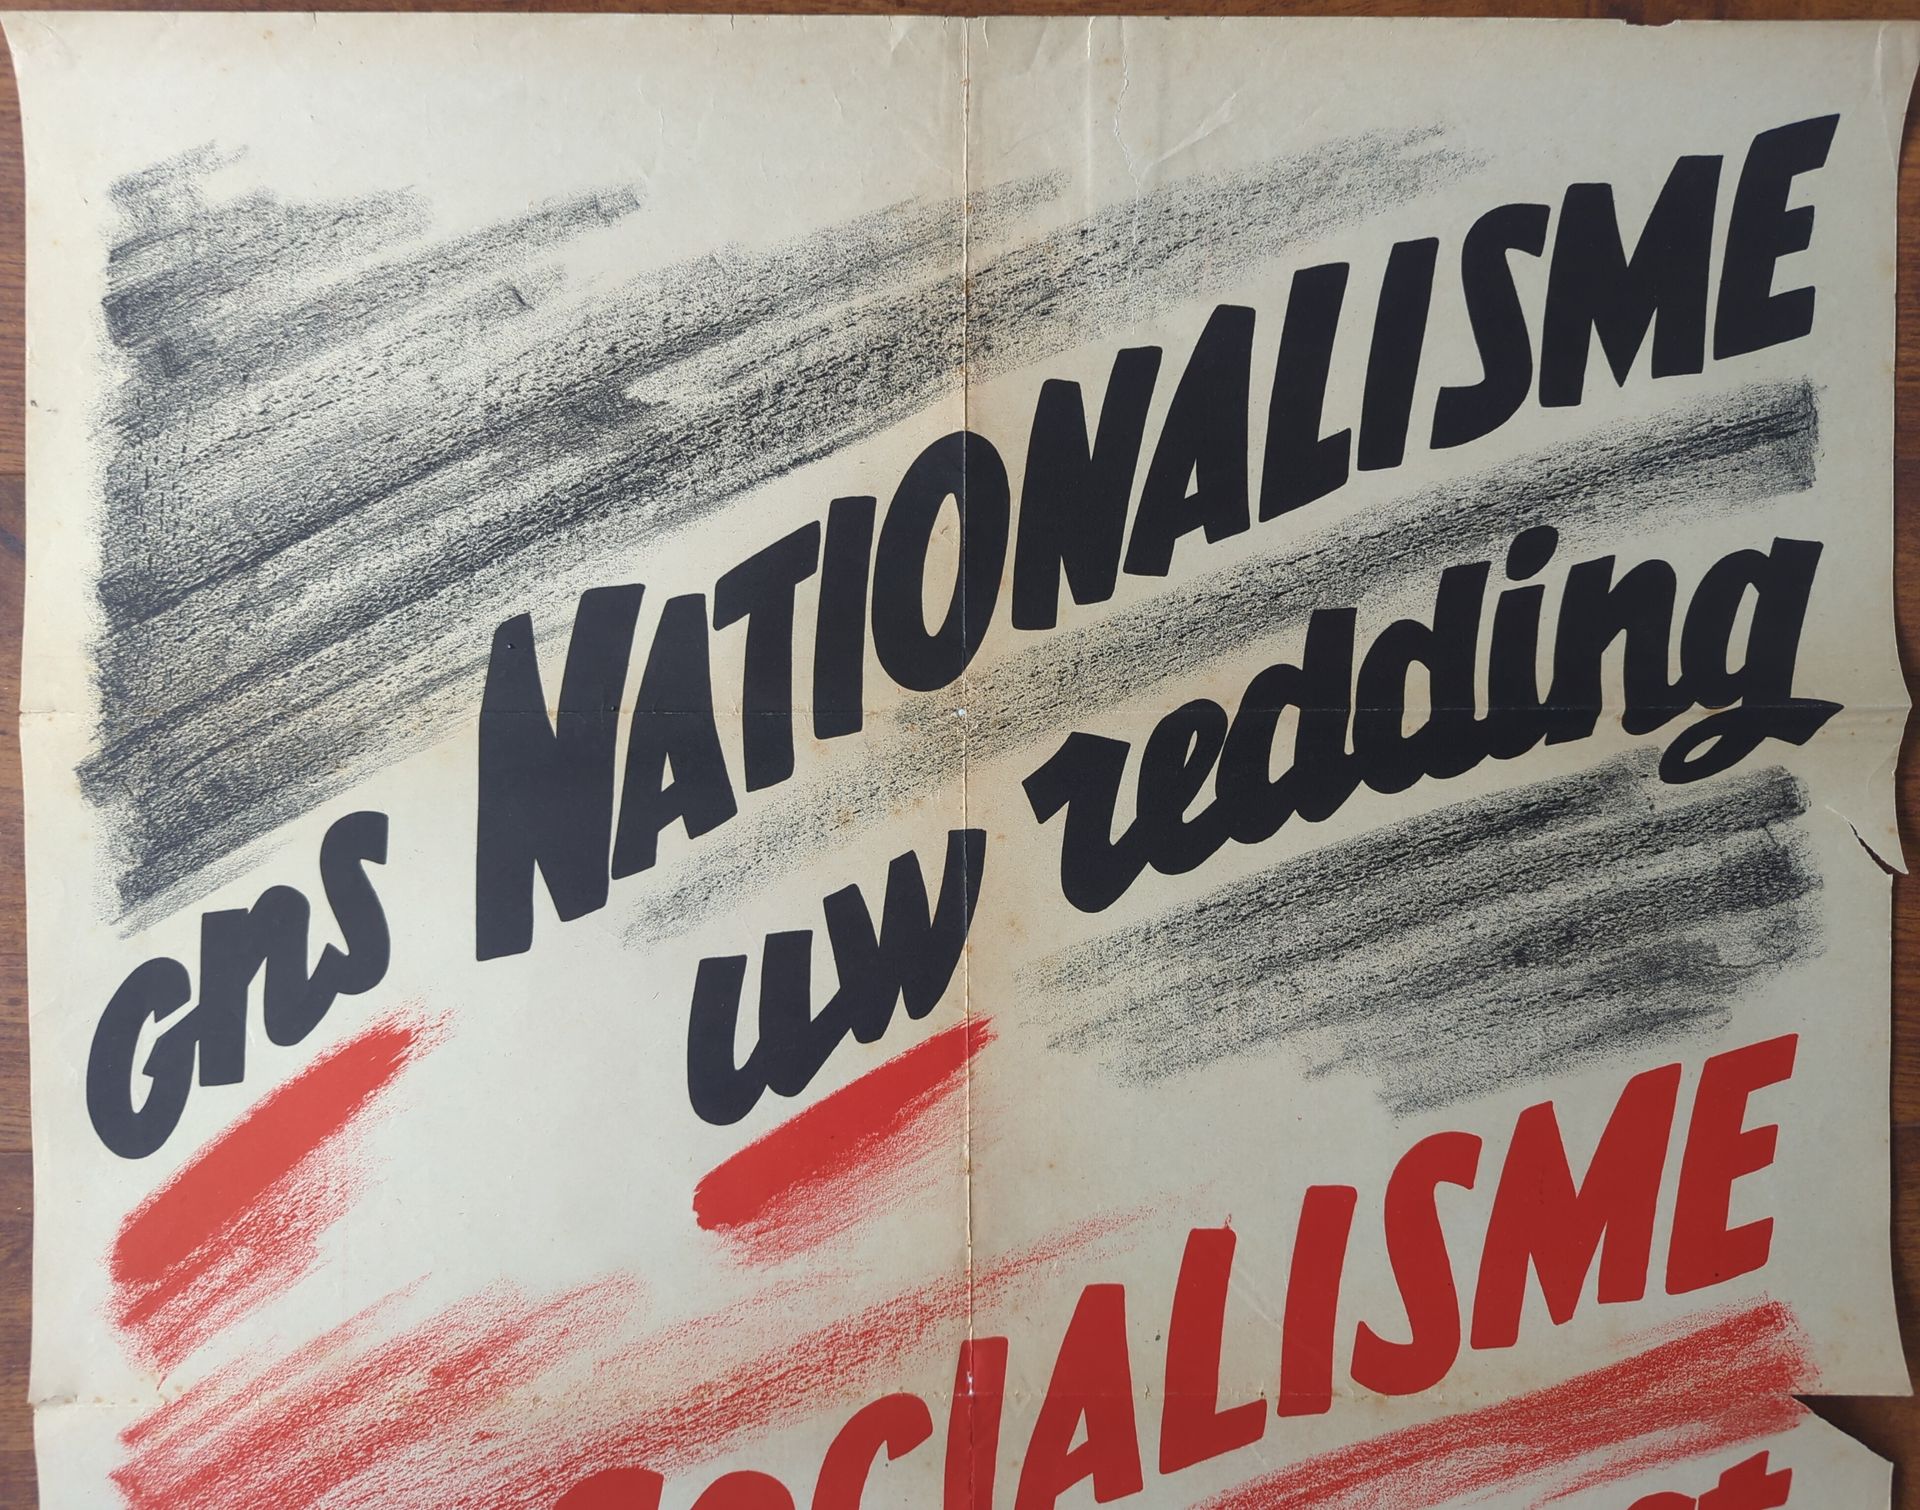 ons NATIONALISME
uw redding
SOCIALISME